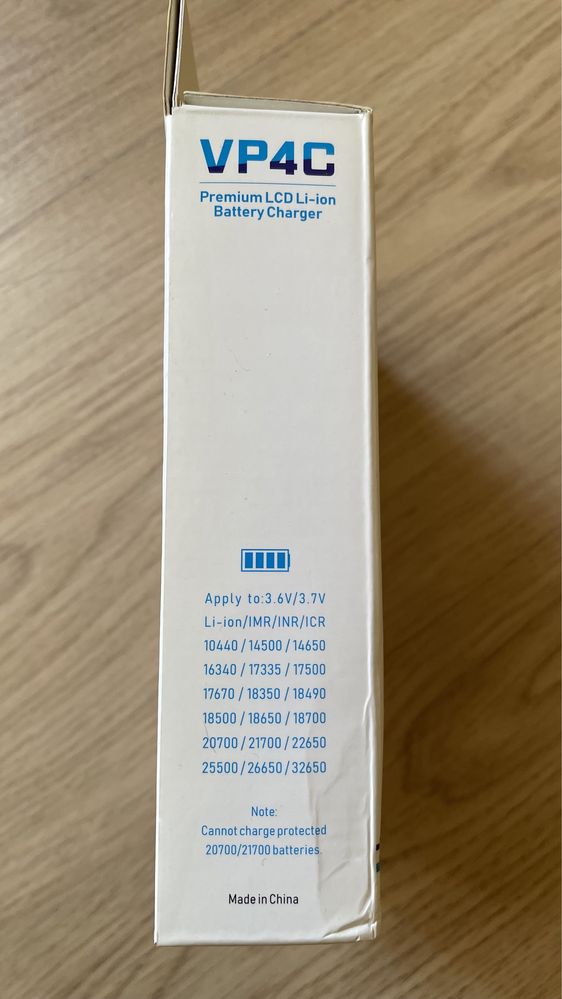 VP4C
Premium LCD Li-ion
Battery Charger
Apply to:3.6V/3.7V
Li-ion/IMR/INR/ICR
10440 / 14500 / 14650
16340 / 17335 / 17500
17670 / 18350 / 18490
18500 / 18650 / 18700
20700 / 21700 / 22650
25500 / 26650 / 32650
Note:
Cannot charge protected
20700/21700 batteries.
Made in China